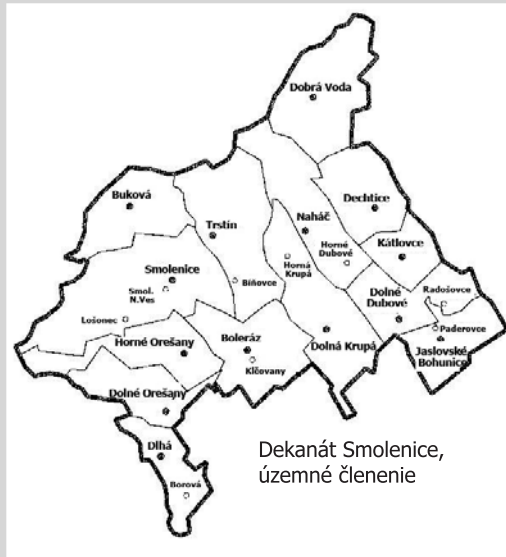 Dobrá Voda
Buková
Dechtice
Trstín
Naháč
Horné
Dubové
Kátlovce
Horná
Krupá
Smolenice
Smol.
N.Ves
Bíňovce
Radošovce
Dolné
Dubové
Lošonec
Paderovce
Horné Orešany
Boleráz
Dolná Krupá
Jaslovské
Bohunice
Klčovany
Dolné Orešany
Dlhá
Borová
Dekanát Smolenice,
územné členenie